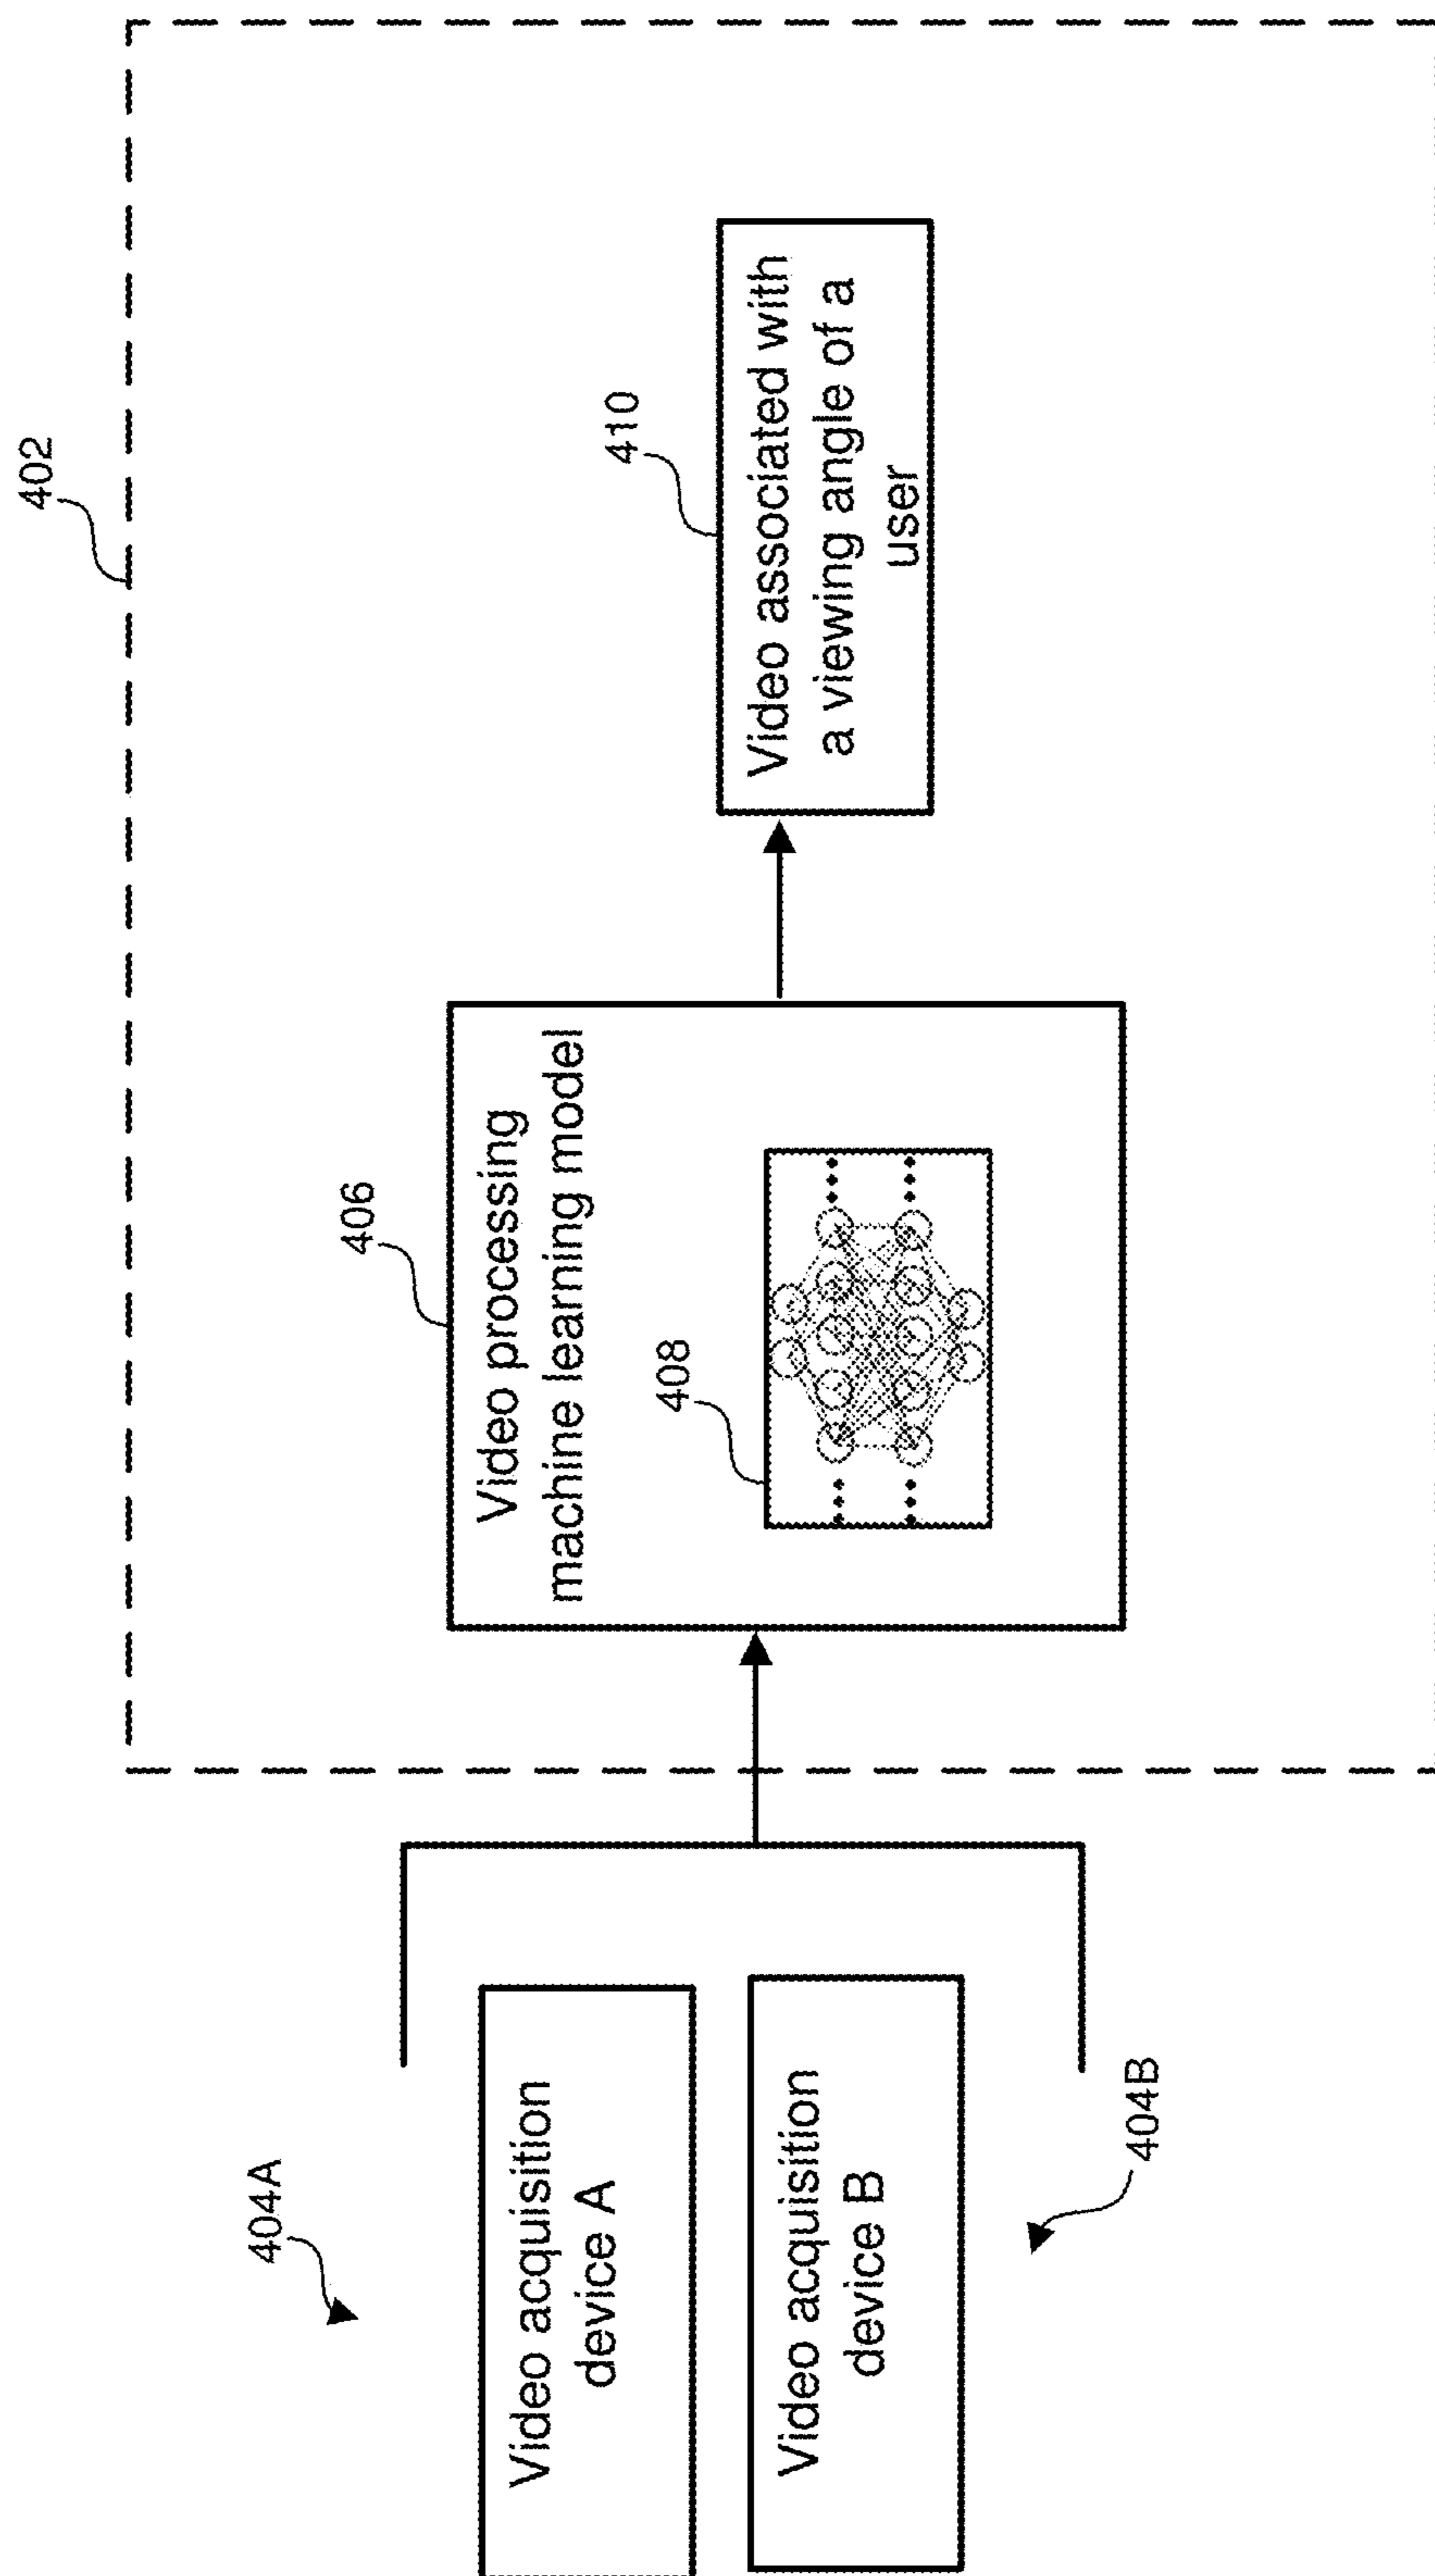 402
404A
Video acquisition
device A
Video acquisition
device B
404B
406
Video processing
machine learning model
408
410
Video associated with
a viewing angle of a
user